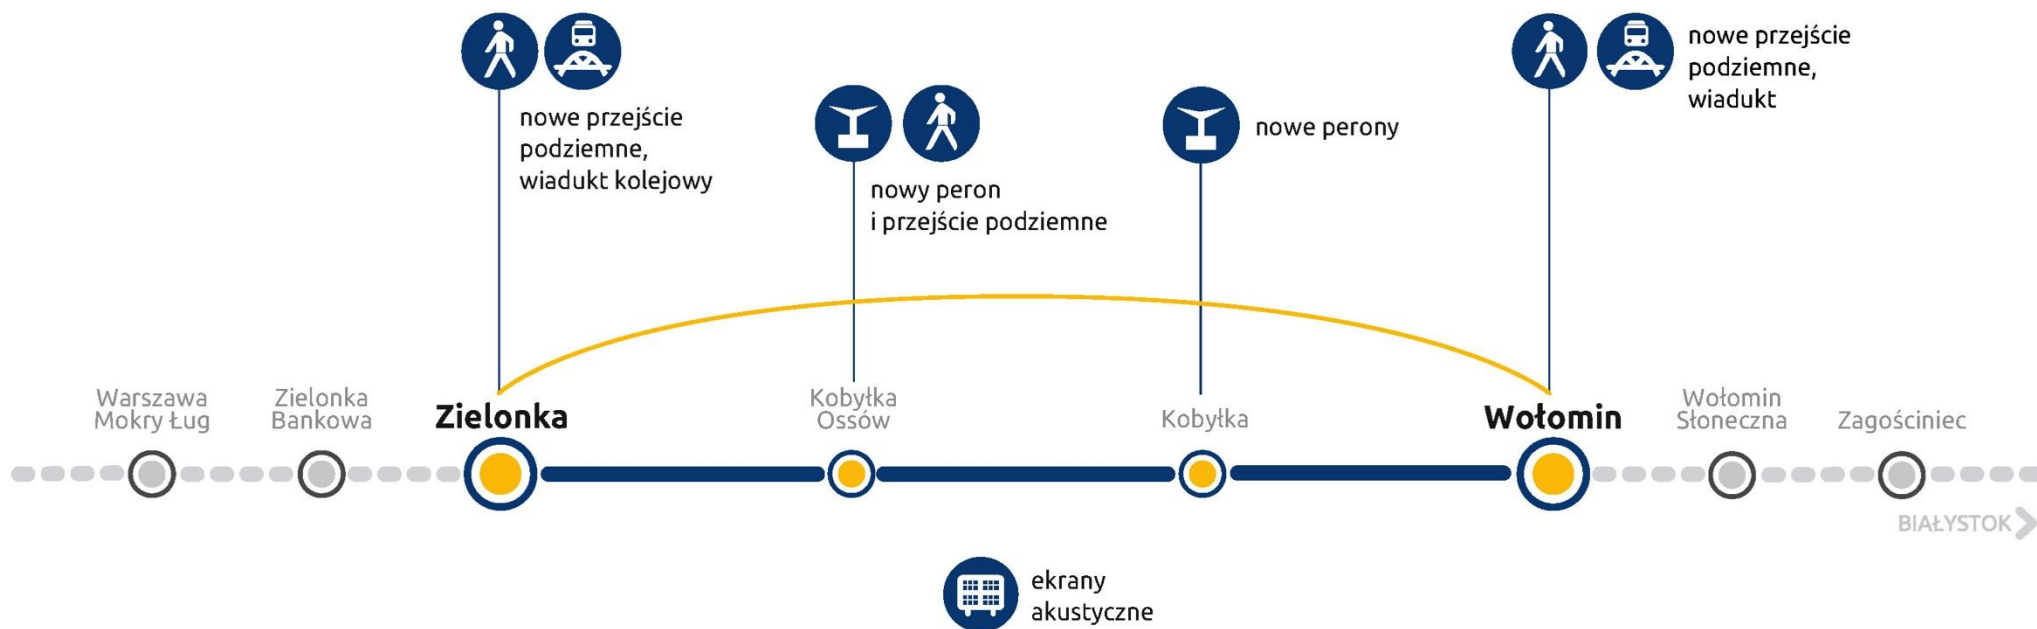 nowe przejście
podziemne,
wiadukt kolejowy
nowy peron
i przejście podziemne
nowe perony
nowe przejście
podziemne,
wiadukt
Warszawa
Mokry Ług
Zielonka
Bankowa
Zielonka
Kobyłka
Ossów
Kobyłka
Wołomin
Wołomin
Słoneczna
Zagościniec
BIAŁYSTOK
ekrany
akustyczne